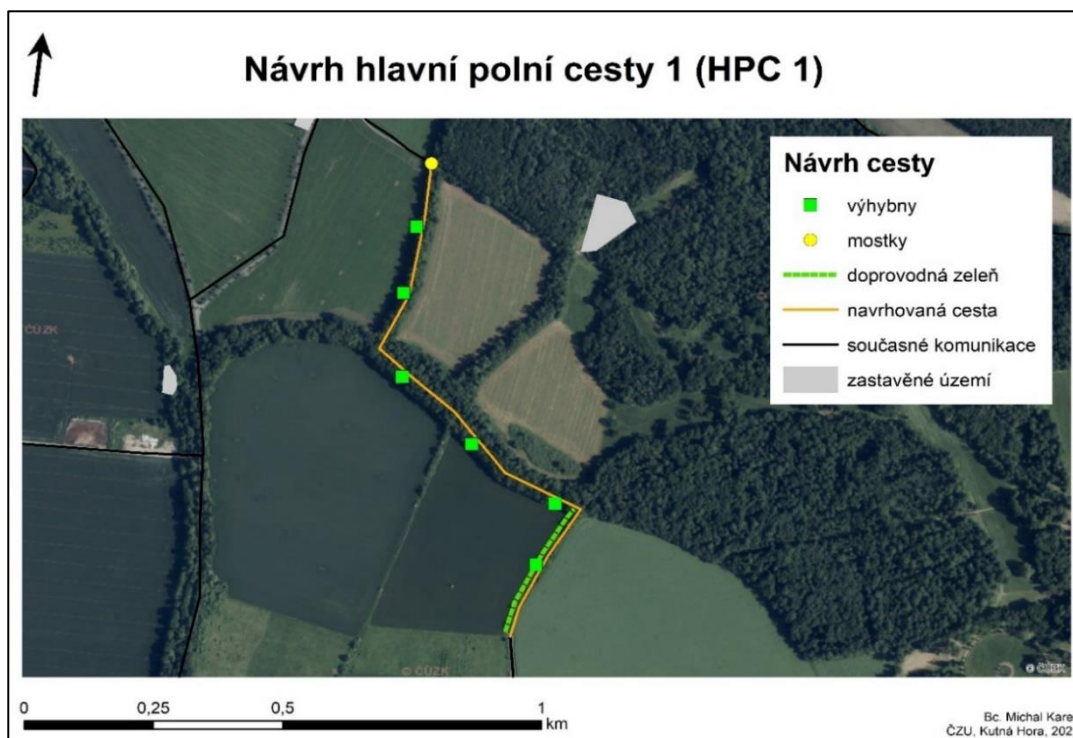 Návrh hlavní polní cesty 1 (HPC 1)
Návrh cesty
výhybny
mostky
doprovodná zeleň
navrhovaná cesta
současné komunikace
zastavěné území
ČÚZK
© ČÚZK
0 0,25 0,5 1
km
Bc. Michal Kare
ČZU, Kutná Hora, 202